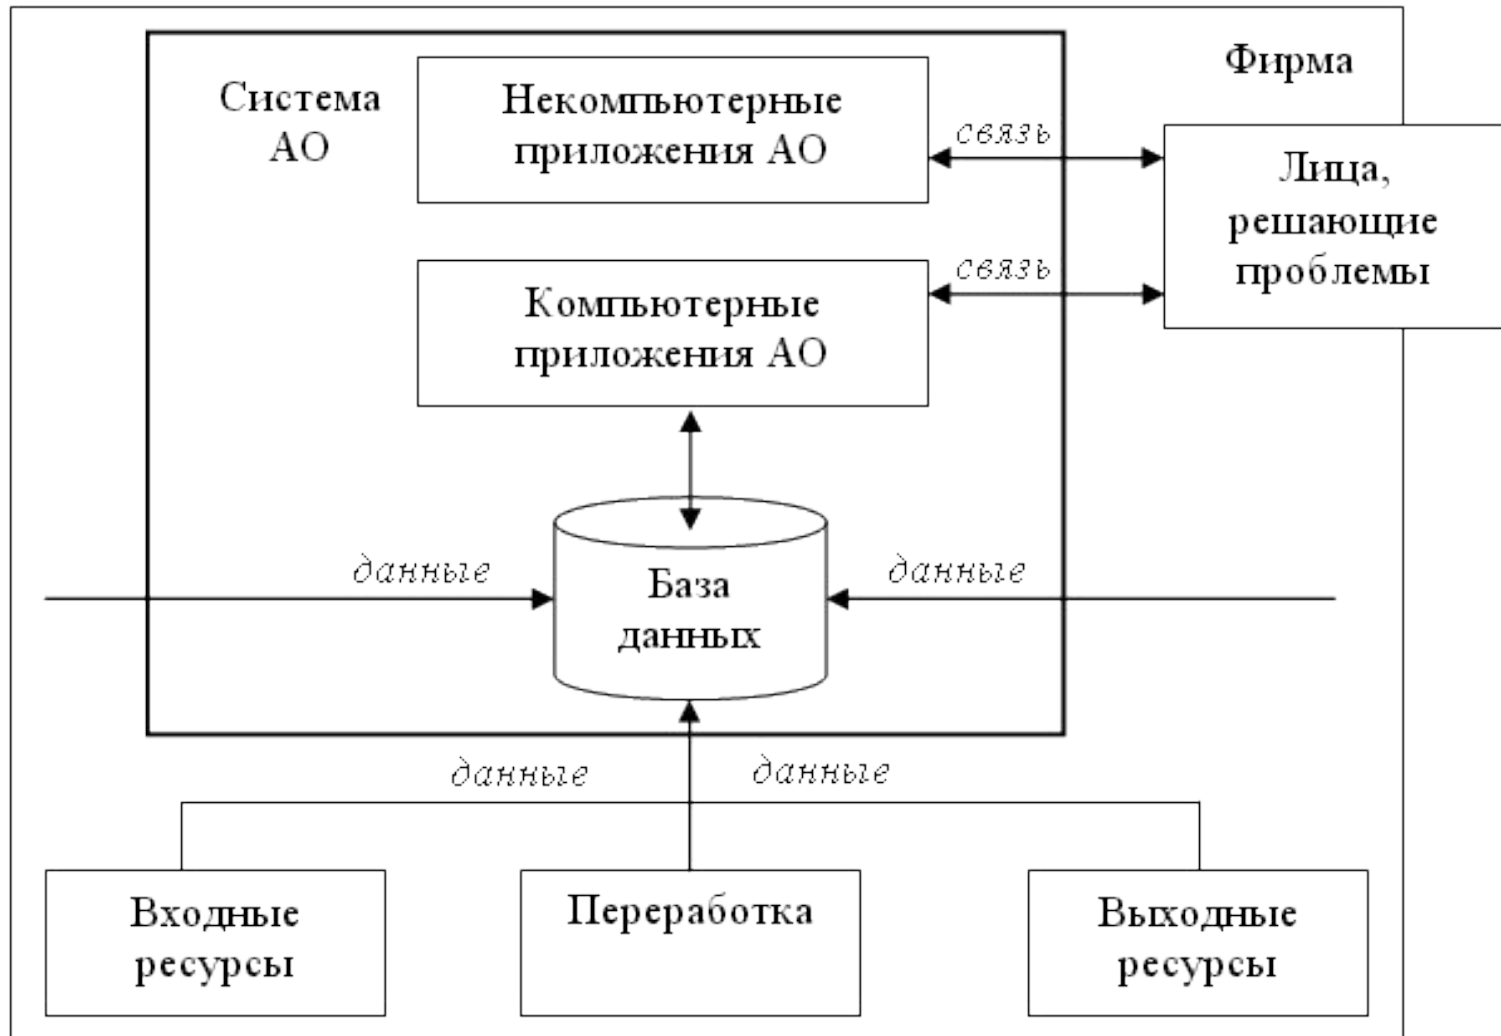 Фирма
Система
АО
Некомпьютерные
приложения АО
связь
Лица,
решающие
проблемы
связь
Компьютерные
приложения АО
данные
База
данных
данные
данные
данные
Входные
ресурсы
Переработка
Выходные
ресурсы